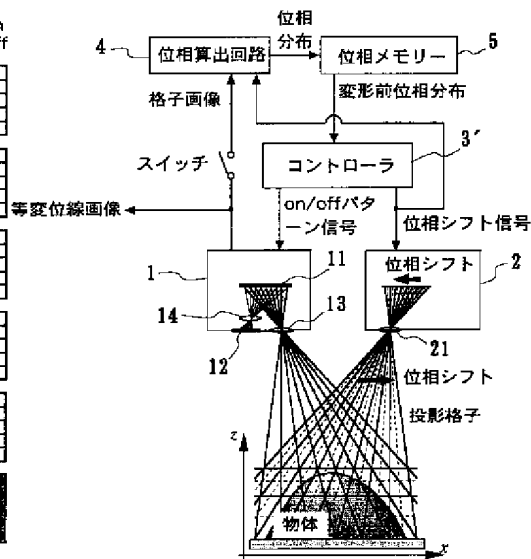 n
ff
位相
分布
4
位相算出回路
位相メモリー
5
格子画像
変形前位相分布
3´
コントローラ
スイッチ
on/offパタ
ーン信号
位相シフト信号
等変位線画像
1
11
位相シフト
2
14
13
12
21
位相シフト
投影格子
z
物体
x